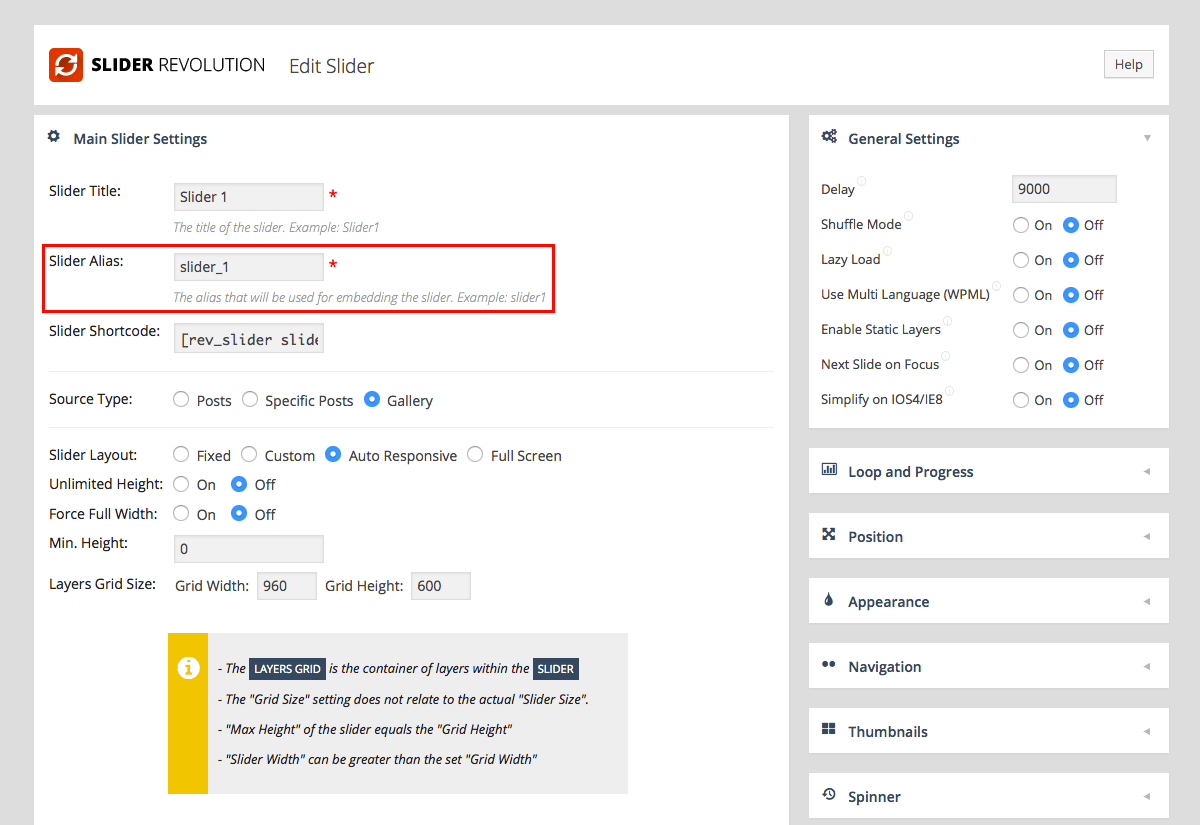 SLIDER REVOLUTION Edit Slider Help
Main Slider Settings
Slider Title: Slider 1 *
The title of the slider. Example: Slider1
Slider Alias: slider_1 *
The alias that will be used for embedding the slider. Example: slider1
Slider Shortcode: [rev_slider slide
Source Type: Posts Specific Posts Gallery
Slider Layout: Fixed Custom Auto Responsive Full Screen
Unlimited Height: On Off
Force Full Width: On Off
Min. Height: 0
Layers Grid Size: Grid Width: 960 Grid Height: 600
- The LAYERS GRID is the container of layers within the SLIDER
- The "Grid Size" setting does not relate to the actual "Slider Size".
- "Max Height" of the slider equals the "Grid Height"
- "Slider Width" can be greater than the set "Grid Width"
General Settings
Delay 9000
Shuffle Mode On Off
Lazy Load On Off
Use Multi Language (WPML) On Off
Enable Static Layers On Off
Next Slide on Focus On Off
Simplify on IOS4/IE8 On Off
Loop and Progress
Position
Appearance
Navigation
Thumbnails
Spinner